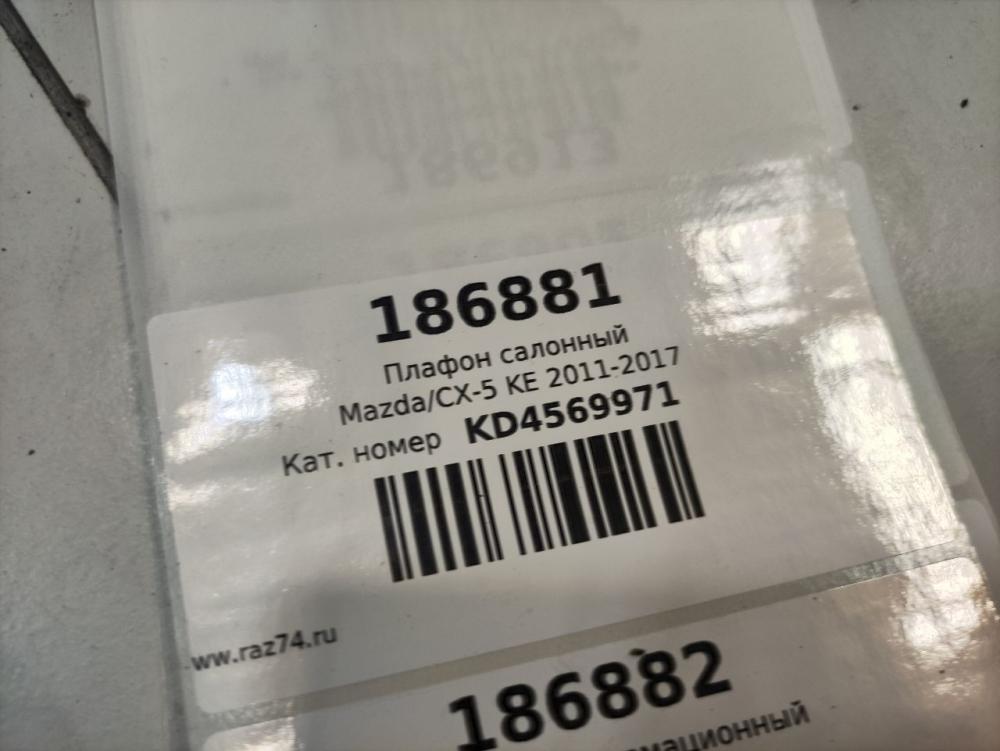 186881
Плафон салонный
Mazda/CX-5 KE 2011-2017
Кат. номер KD4569971
www.raz74.ru
186882